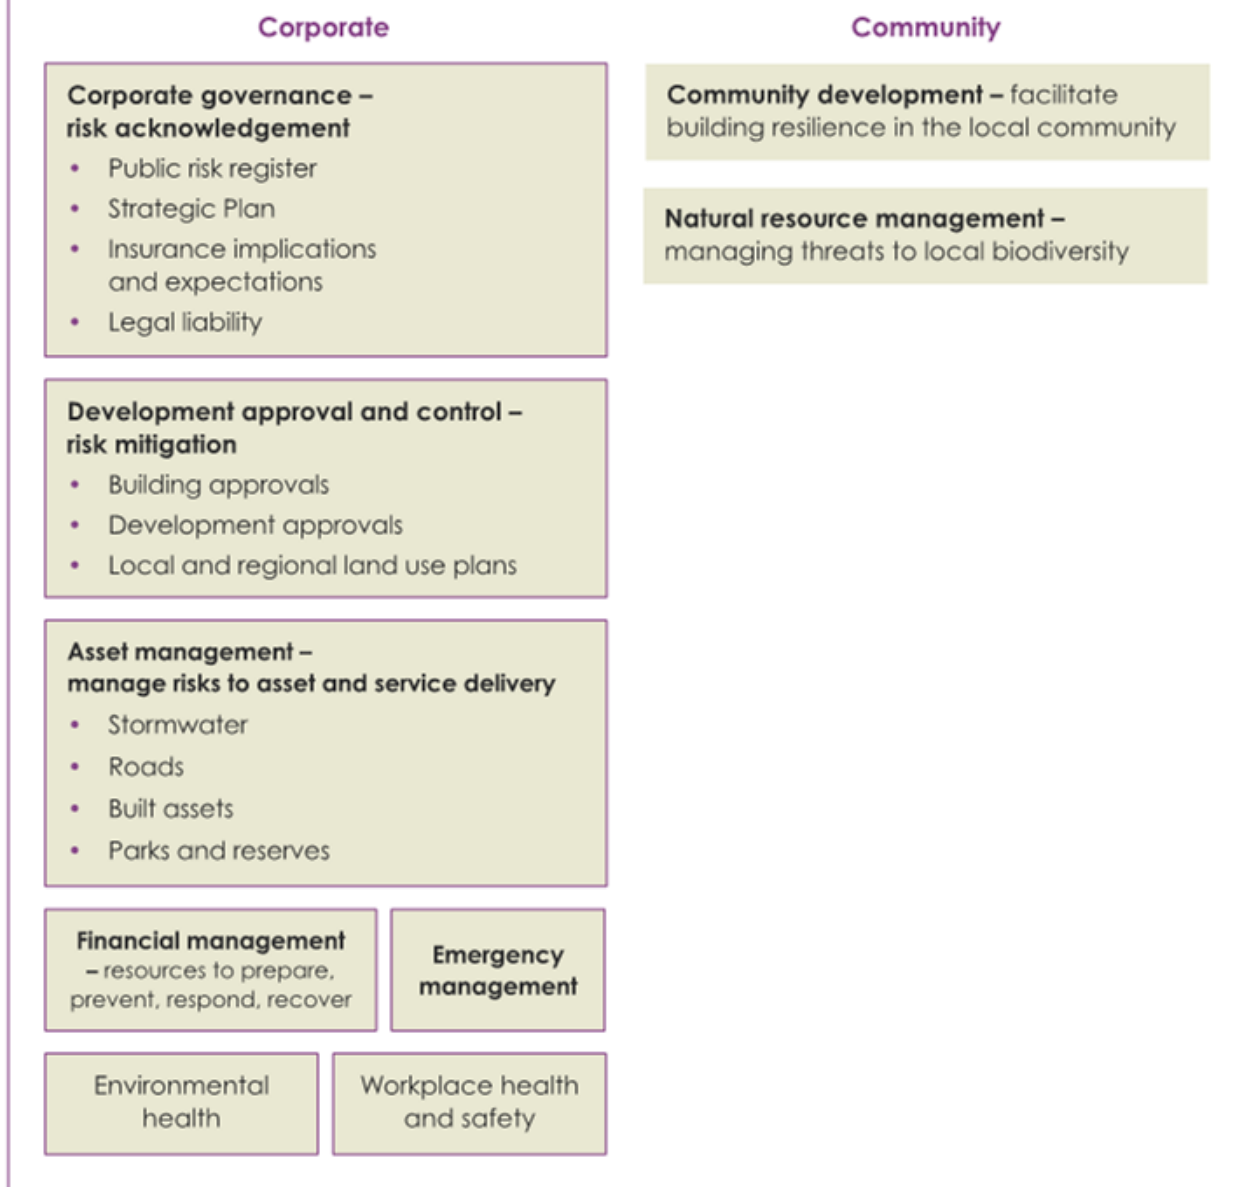 Corporate
Corporate governance –
risk acknowledgement
• Public risk register
• Strategic Plan
• Insurance implications
and expectations
• Legal liability
Development approval and control –
risk mitigation
• Building approvals
• Development approvals
• Local and regional land use plans
Asset management –
manage risks to asset and service delivery
• Stormwater
• Roads
• Built assets
• Parks and reserves
Financial management
– resources to prepare,
prevent, respond, recover
Emergency
management
Environmental
health
Workplace health
and safety
Community
Community development – facilitate
building resilience in the local community
Natural resource management –
managing threats to local biodiversity